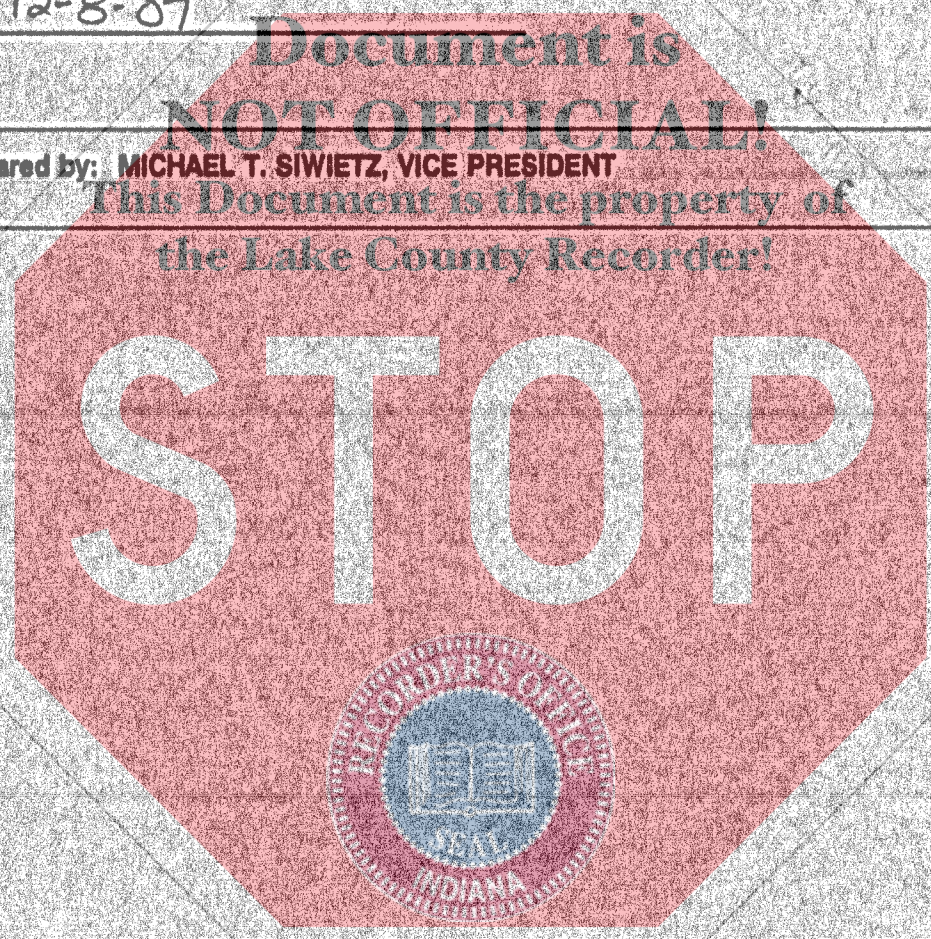 12-8-07
Document is
NOT OFFICIAL!
ared by: MICHAEL T. SIWIETZ, VICE PRESIDENT
This Document is the property of
the Lake County Recorder!
STOP
RECORDER'S OFFICE
SEAL
INDIANA